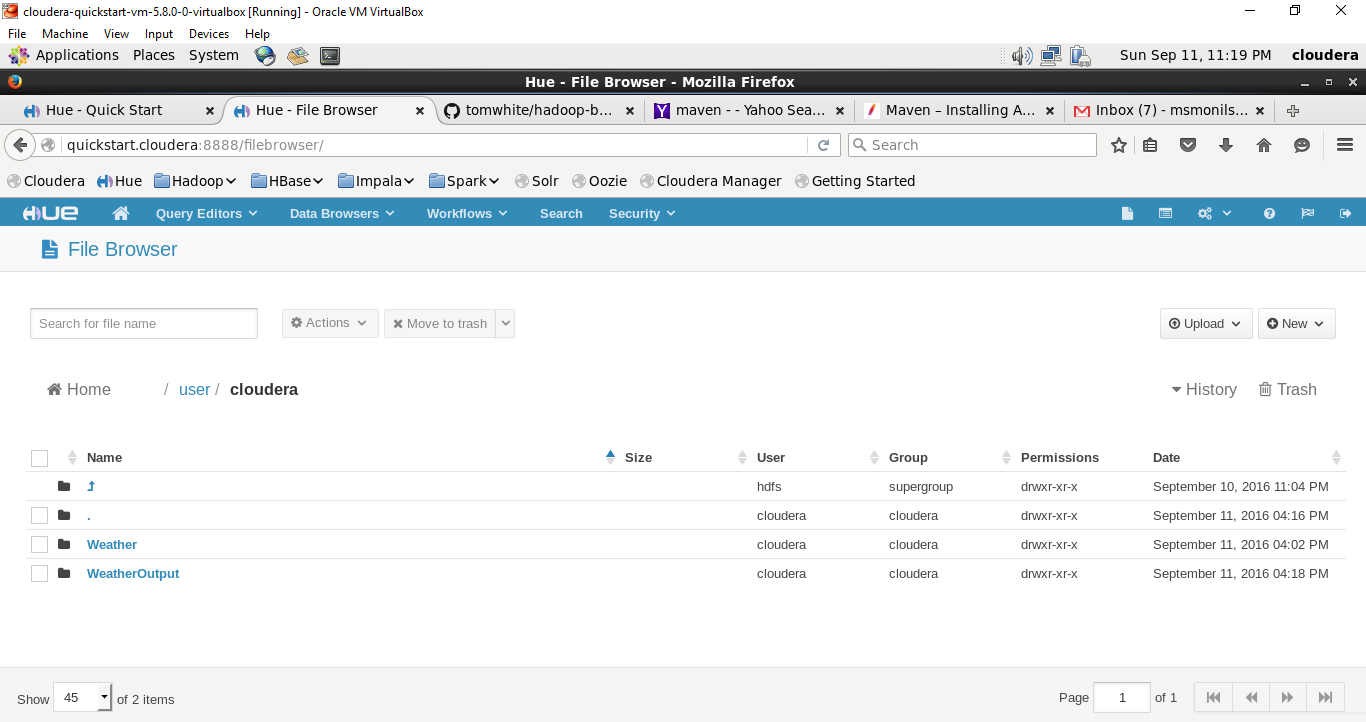 cloudera-quickstart-vm-5.8.0-0-virtualbox [Running] - Oracle VM VirtualBox
File Machine View Input Devices Help
Applications Places System Sun Sep 11, 11:19 PM cloudera
Hue - File Browser - Mozilla Firefox
Hue - Quick Start Hue - File Browser tomwhite/hadoop-b... maven - - Yahoo Sea... Maven – Installing A... Inbox (7) - msmonils...
quickstart.cloudera:8888/filebrowser/ Search
Cloudera Hue Hadoop HBase Impala Spark Solr Oozie Cloudera Manager Getting Started
HUE Query Editors Data Browsers Workflows Search Security
File Browser
Search for file name Actions Move to trash Upload New
Home / user / cloudera History Trash
Name Size User Group Permissions Date
hdfs supergroup drwxr-xr-x September 10, 2016 11:04 PM
. cloudera cloudera drwxr-xr-x September 11, 2016 04:16 PM
Weather cloudera cloudera drwxr-xr-x September 11, 2016 04:02 PM
WeatherOutput cloudera cloudera drwxr-xr-x September 11, 2016 04:18 PM
Show 45 of 2 items Page 1 of 1